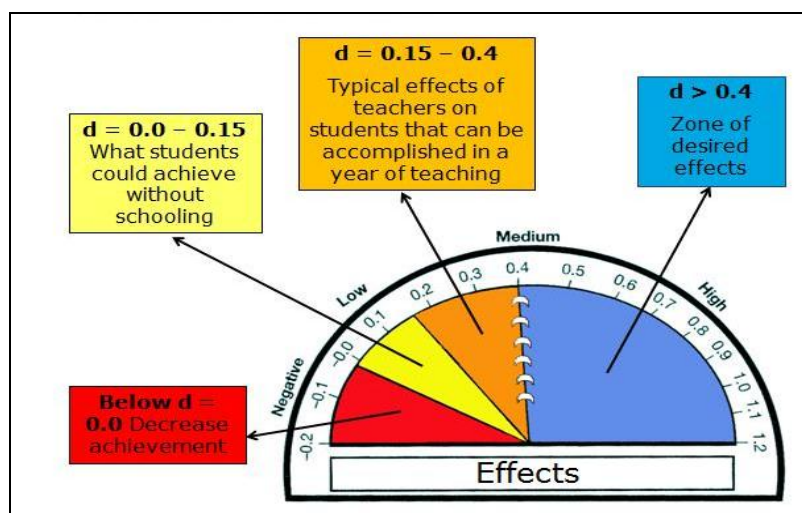 d = 0.15 – 0.4
Typical effects of
teachers on
students that can be
accomplished in a
year of teaching
d > 0.4
Zone of
desired
effects
d = 0.0 – 0.15
What students
could achieve
without
schooling
Below d =
0.0 Decrease
achievement
Negative
Low
Medium
High
−0.2
−0.1
−0.0
0.1
0.2
0.3
0.4
0.5
0.6
0.7
0.8
0.9
1.0
1.1
1.2
Effects